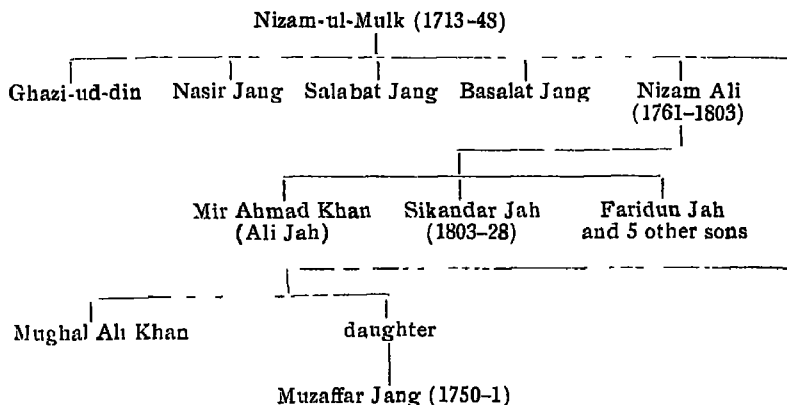 Nizam-ul-Mulk (1713-48)
Ghazi-ud-din Nasir Jang Salabat Jang Basalat Jang Nizam Ali
(1761-1803)
Mir Ahmad Khan Sikandar Jah Faridun Jah
(Ali Jah) (1803-28) and 5 other sons
Mughal Ali Khan daughter
Muzaffar Jang (1750-1)